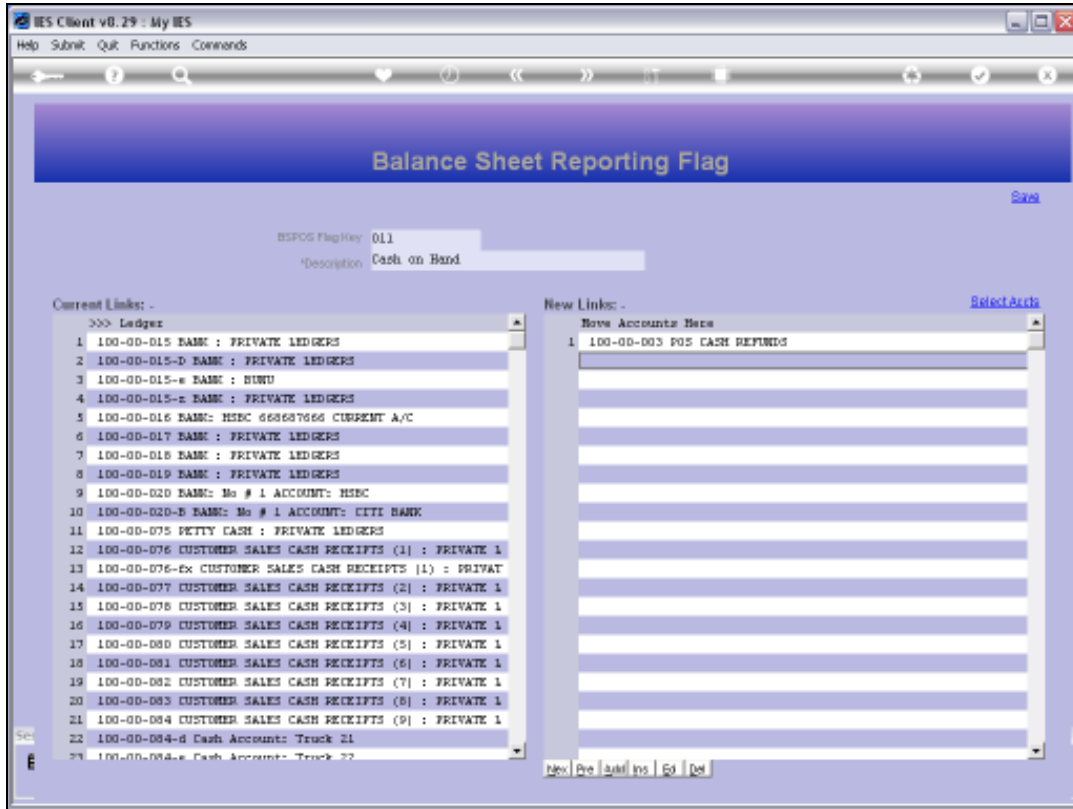 IES Client v8.29 : My IES
Help Submit Quit Functions Commands
Balance Sheet Reporting Flag
Save
BSPOS Flag Key 011
*Description Cash on Hand
Current Links: -
New Links: -
Select Accts
>>> Ledger
Move Accounts Here
1 100-00-015 BANK : PRIVATE LEDGERS
1 100-00-003 POS CASH REFUNDS
2 100-00-015-D BANK : PRIVATE LEDGERS
3 100-00-015-e BANK : BUNU
4 100-00-015-z BANK : PRIVATE LEDGERS
5 100-00-016 BANK: HSBC 668687666 CURRENT A/C
6 100-00-017 BANK : PRIVATE LEDGERS
7 100-00-018 BANK : PRIVATE LEDGERS
8 100-00-019 BANK : PRIVATE LEDGERS
9 100-00-020 BANK: No # 1 ACCOUNT: HSBC
10 100-00-020-B BANK: No # 1 ACCOUNT: CITI BANK
11 100-00-075 PETTY CASH : PRIVATE LEDGERS
12 100-00-076 CUSTOMER SALES CASH RECEIPTS (1) : PRIVATE L
13 100-00-076-fx CUSTOMER SALES CASH RECEIPTS (1) : PRIVAT
14 100-00-077 CUSTOMER SALES CASH RECEIPTS (2) : PRIVATE L
15 100-00-078 CUSTOMER SALES CASH RECEIPTS (3) : PRIVATE L
16 100-00-079 CUSTOMER SALES CASH RECEIPTS (4) : PRIVATE L
17 100-00-080 CUSTOMER SALES CASH RECEIPTS (5) : PRIVATE L
18 100-00-081 CUSTOMER SALES CASH RECEIPTS (6) : PRIVATE L
19 100-00-082 CUSTOMER SALES CASH RECEIPTS (7) : PRIVATE L
20 100-00-083 CUSTOMER SALES CASH RECEIPTS (8) : PRIVATE L
21 100-00-084 CUSTOMER SALES CASH RECEIPTS (9) : PRIVATE L
22 100-00-084-d Cash Account: Truck 21
23 100-00-084-e Cash Account: Truck 22
Nex Pre Add Ins Ed Del